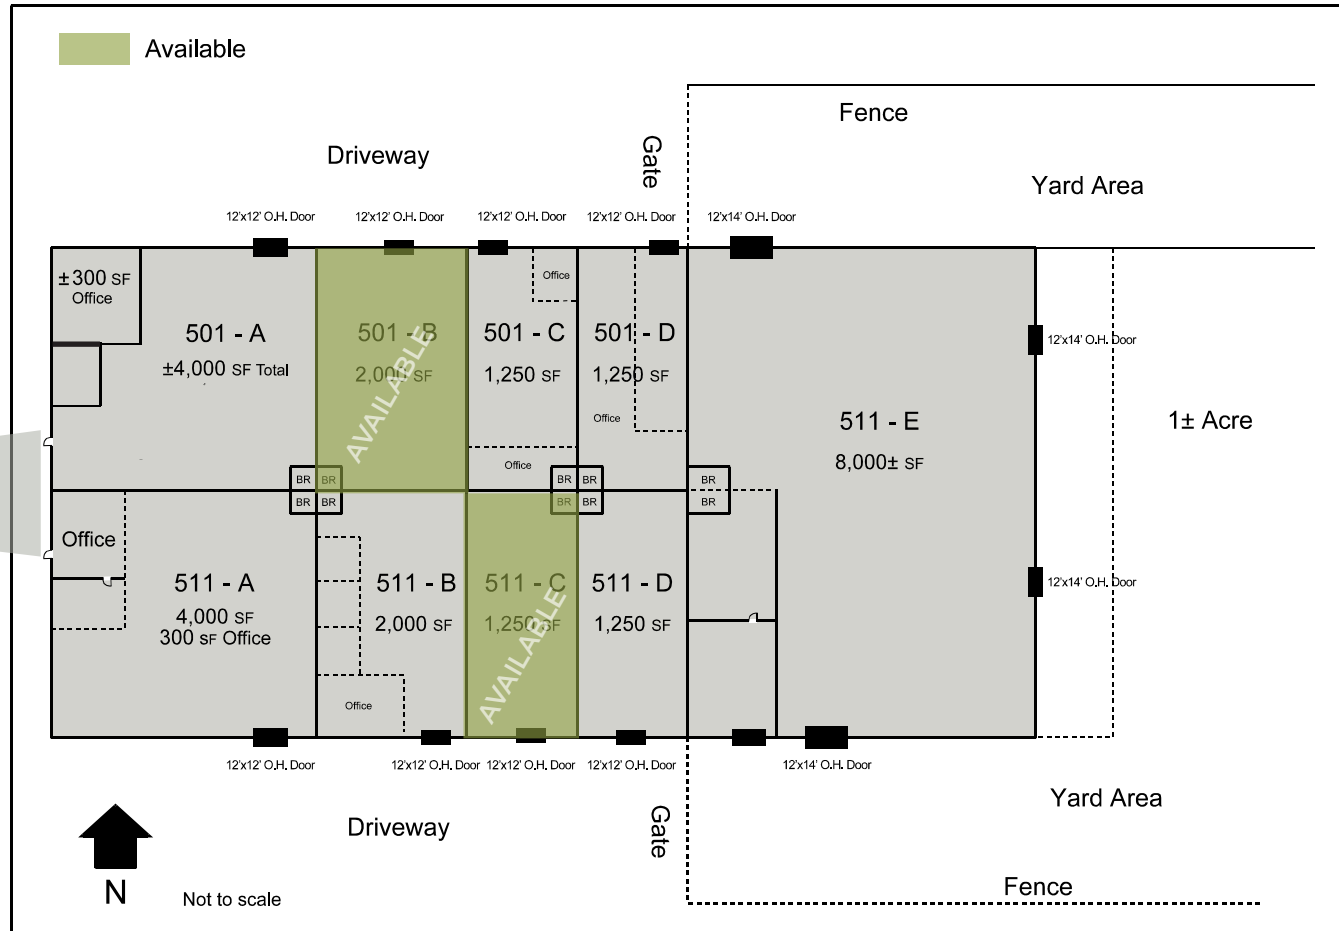 Available
Fence
Driveway
Gate
Yard Area
12'x12' O.H. Door
12'x12' O.H. Door
12'x12' O.H. Door
12'x12' O.H. Door
12'x14' O.H. Door
±300 SF
Office
Office
501 - A
501 - B
501 - C
501 - D
12'x14' O.H. Door
±4,000 SF Total
2,000 SF
1,250 SF
1,250 SF
AVAILABLE
Office
511 - E
1± Acre
8,000± SF
Office
BR
BR
BR
BR
BR
BR
BR
BR
BR
BR
Office
511 - A
511 - B
511 - C
511 - D
12'x14' O.H. Door
4,000 SF
300 SF Office
2,000 SF
1,250 SF
1,250 SF
AVAILABLE
Office
12'x12' O.H. Door
12'x12' O.H. Door
12'x12' O.H. Door
12'x12' O.H. Door
12'x14' O.H. Door
Yard Area
Driveway
Gate
N
Not to scale
Fence